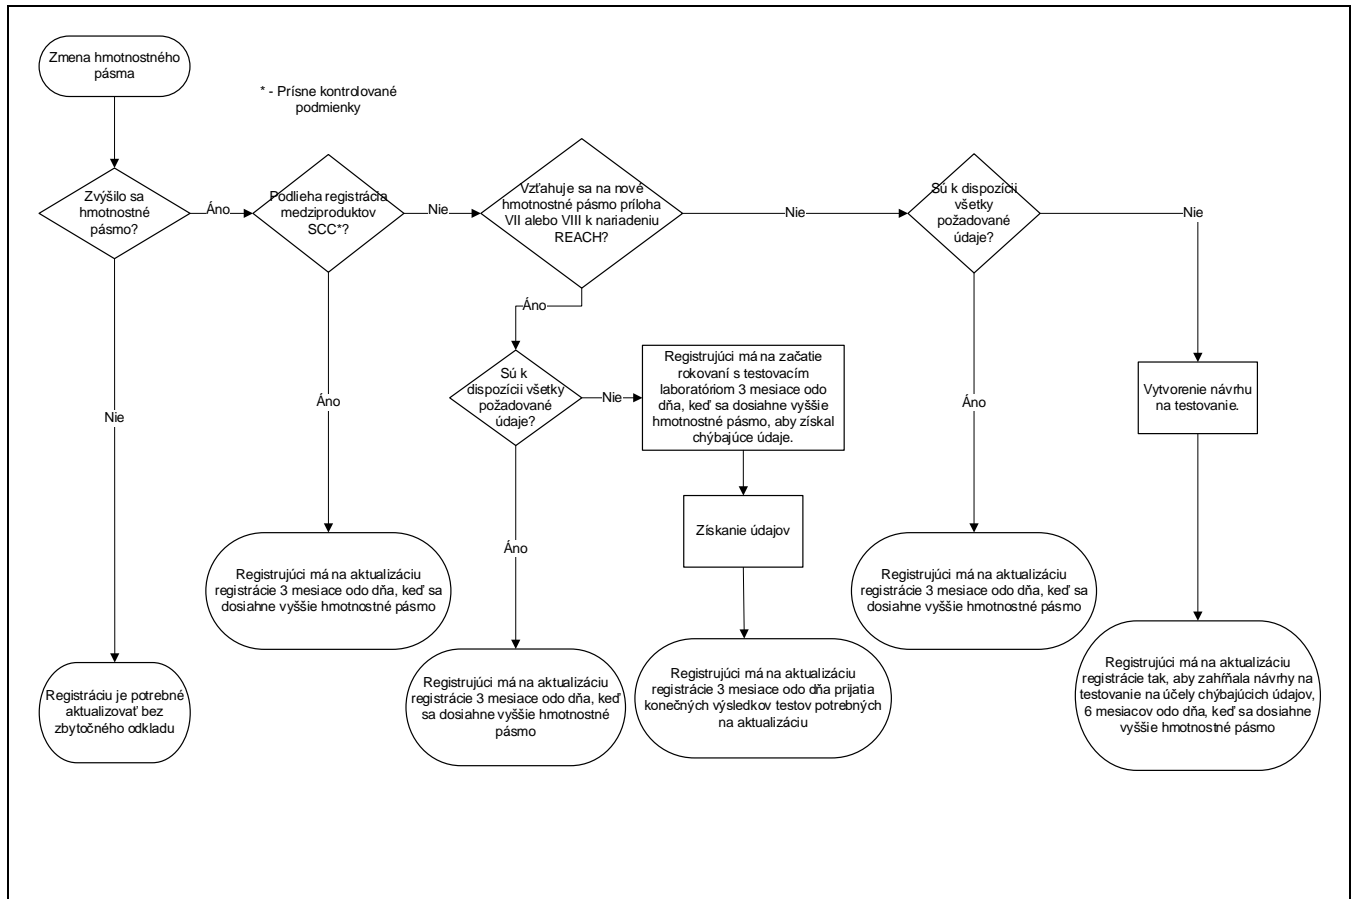 Zmena hmotnostného
pásma
* - Prísne kontrolované
podmienky
Zvýšilo sa
hmotnostné
pásmo?
Áno
Podlieha registrácia
medziproduktov
SCC*?
Nie
Vzťahuje sa na nové
hmotnostné pásmo príloha
VII alebo VIII k nariadeniu
REACH?
Nie
Sú k dispozícii
všetky
požadované
údaje?
Nie
Áno
Sú k
dispozícii všetky
požadované
údaje?
Nie
Registrujúci má na začatie
rokovaní s testovacím
laboratóriom 3 mesiace odo
dňa, keď sa dosiahne vyššie
hmotnostné pásmo, aby získal
chýbajúce údaje.
Vytvorenie návrhu
na testovanie.
Nie
Áno
Áno
Áno
Získanie údajov
Registrujúci má na aktualizáciu
registrácie 3 mesiace odo dňa, keď sa
dosiahne vyššie hmotnostné pásmo
Registrujúci má na aktualizáciu
registrácie 3 mesiace odo dňa, keď sa
dosiahne vyššie hmotnostné pásmo
Registráciu je potrebné
aktualizovať bez
zbytočného odkladu
Registrujúci má na aktualizáciu
registrácie 3 mesiace odo dňa, keď
sa dosiahne vyššie hmotnostné
pásmo
Registrujúci má na aktualizáciu
registrácie 3 mesiace odo dňa prijatia
konečných výsledkov testov potrebných
na aktualizáciu
Registrujúci má na aktualizáciu
registrácie tak, aby zahŕňala návrhy na
testovanie na účely chýbajúcich údajov,
6 mesiacov odo dňa, keď sa dosiahne
vyššie hmotnostné pásmo